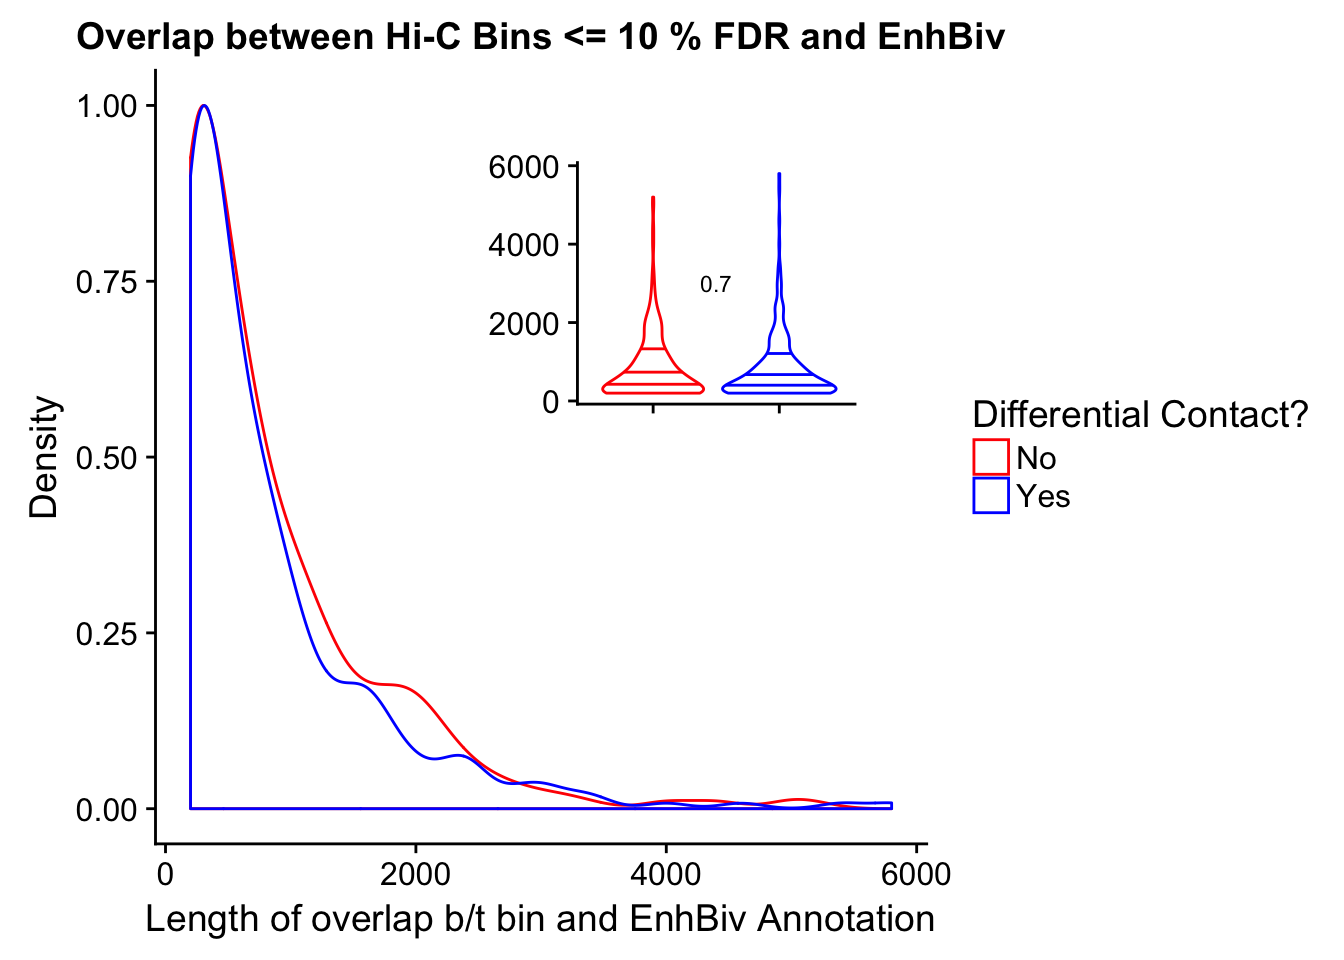 Overlap between Hi-C Bins <= 10 % FDR and EnhBiv
1.00
0.75
0.50
0.25
0.00
Density
6000
4000
2000
0
0.7
Differential Contact?
No
Yes
0 2000 4000 6000
Length of overlap b/t bin and EnhBiv Annotation